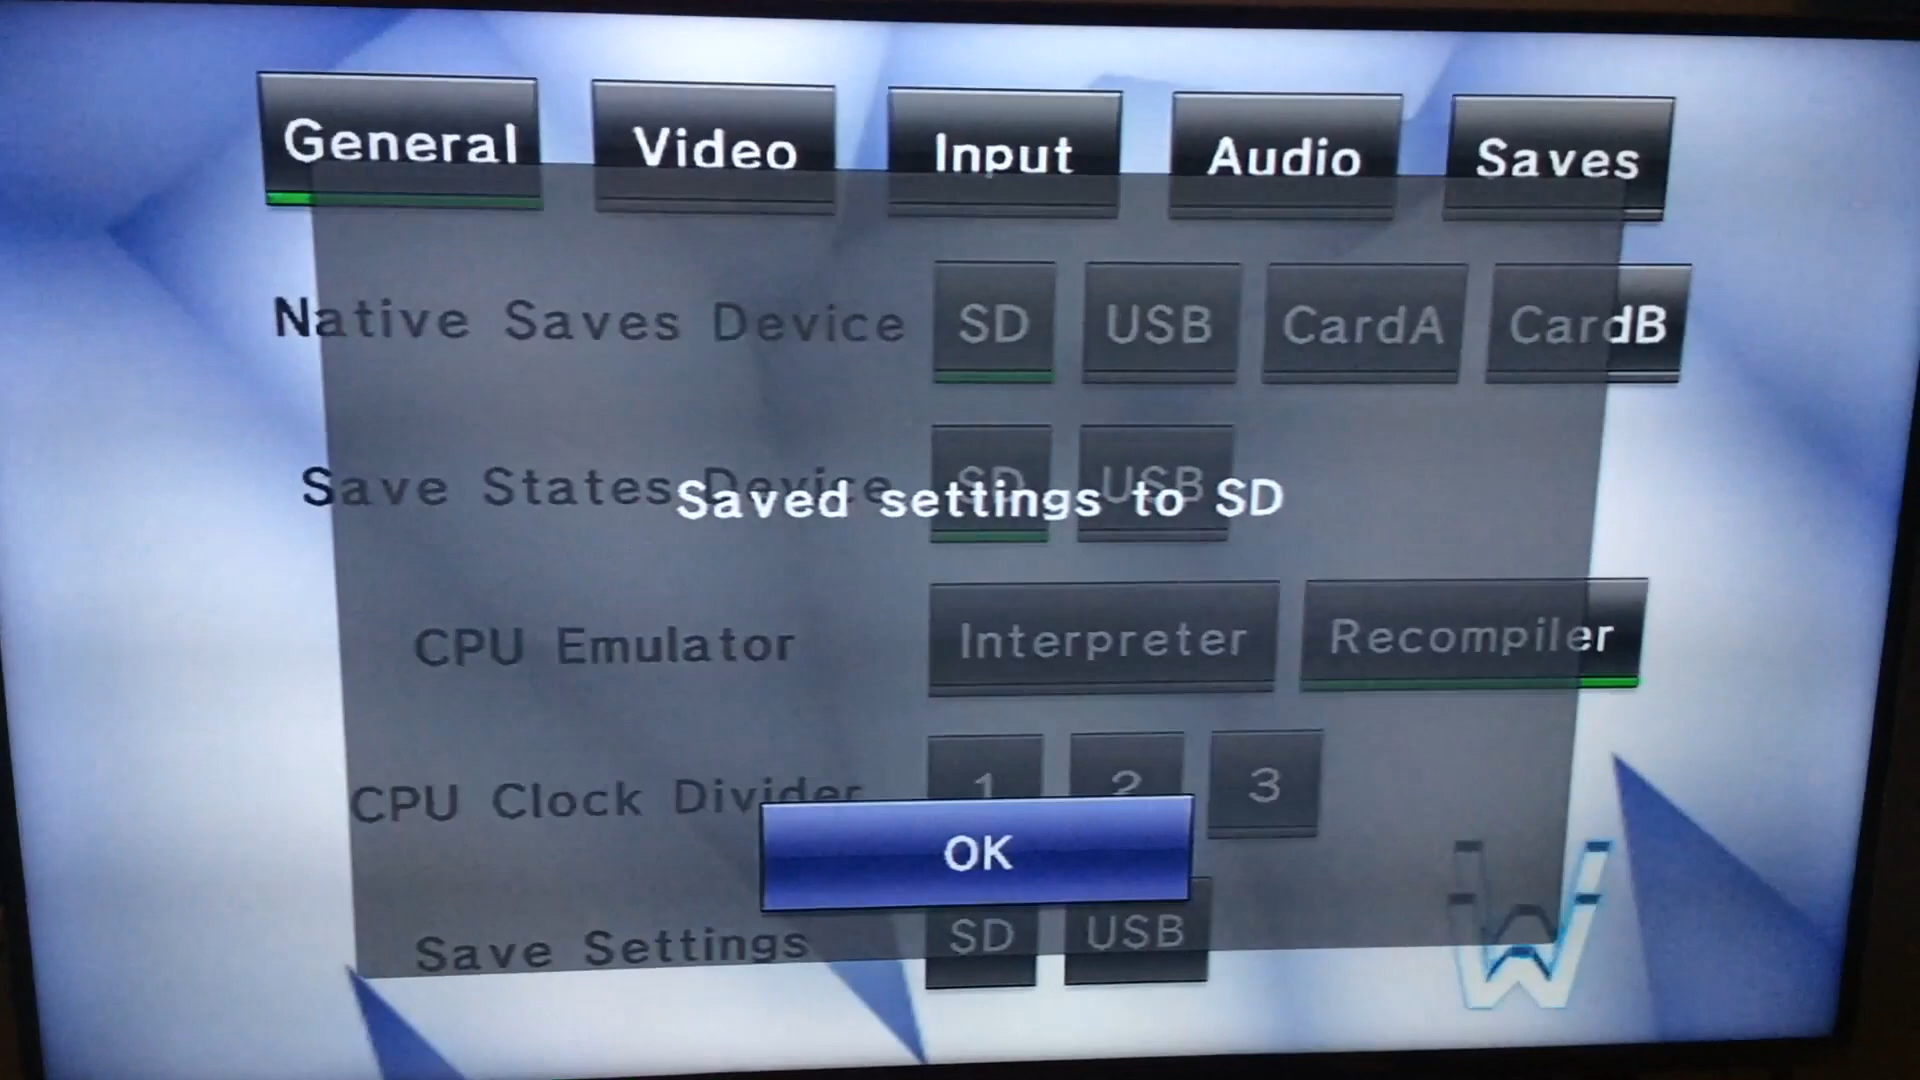 General Video Input Audio Saves
Native Saves Device SD USB CardA CardB
Save States Device SD USB
Saved settings to SD
CPU Emulator Interpreter Recompiler
CPU Clock Divider 1 2 3
OK
Save Settings SD USB